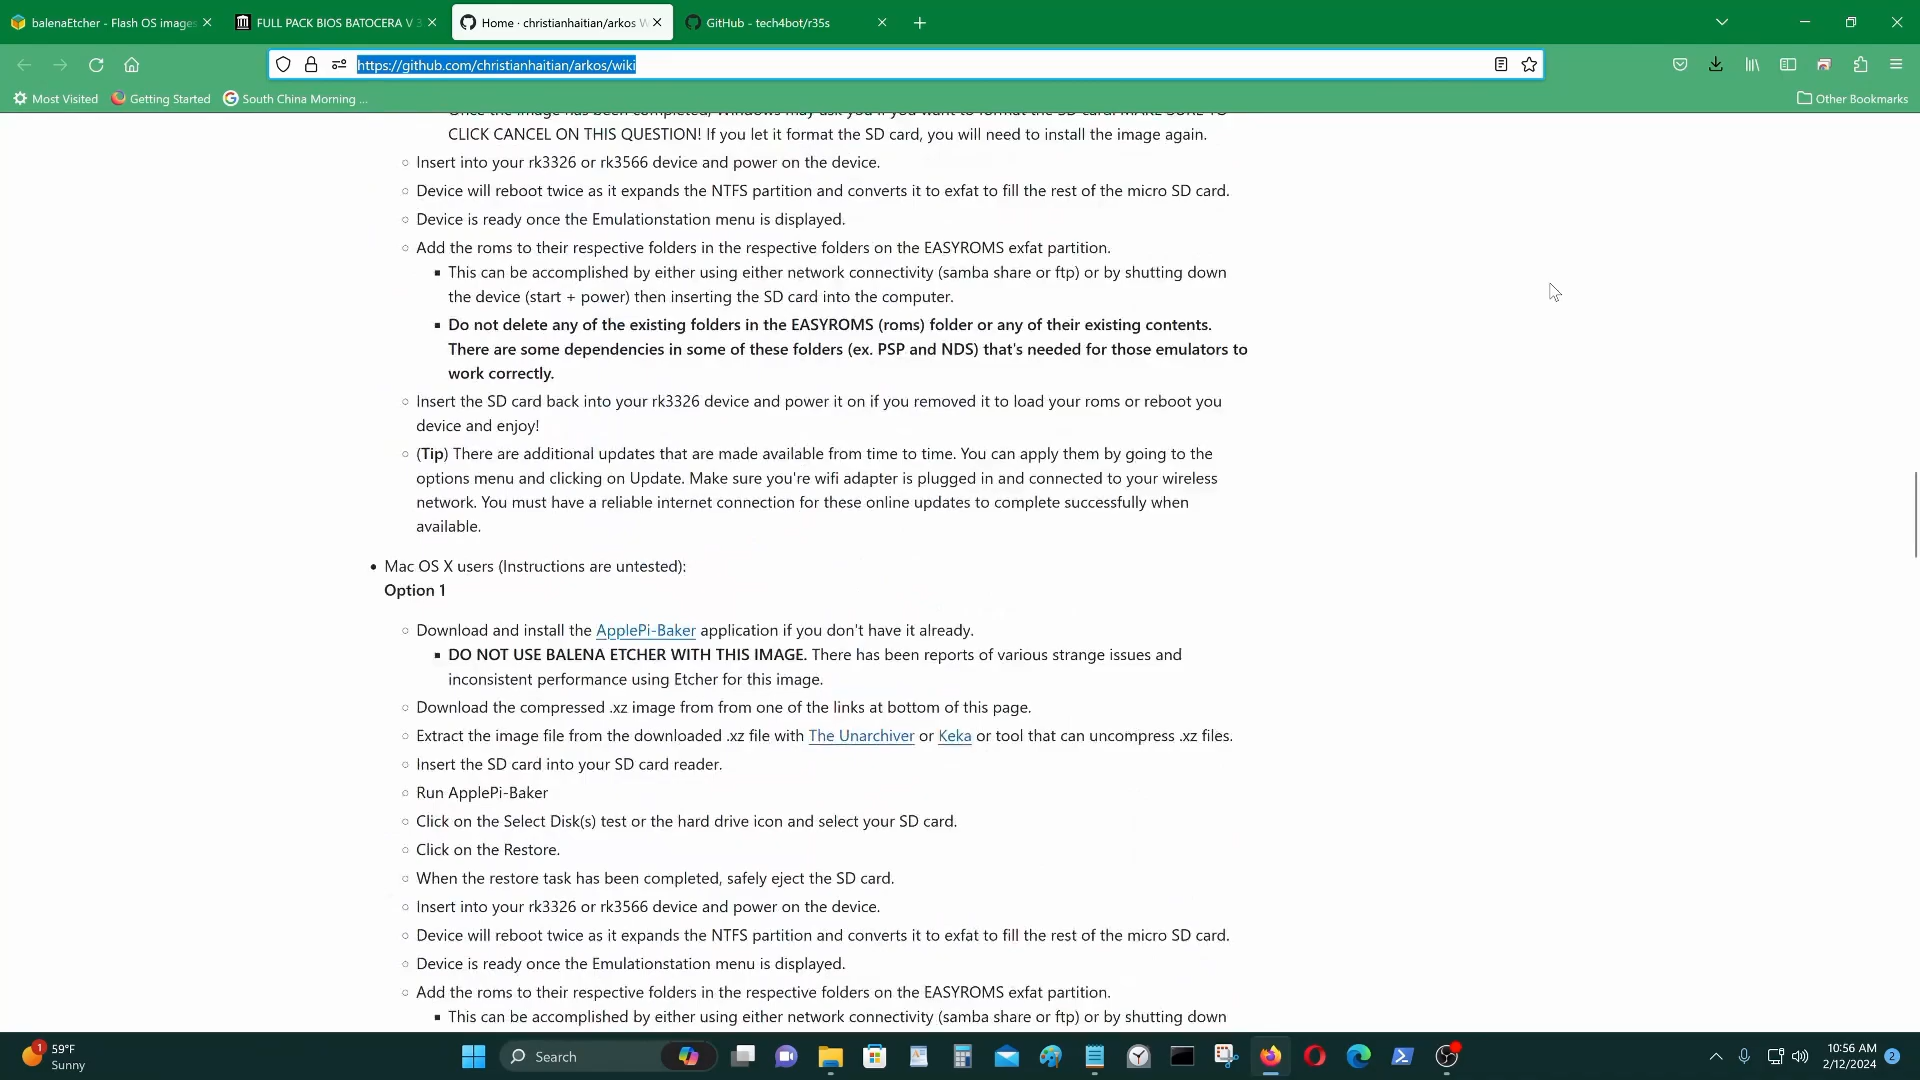 balenaEtcher - Flash OS images
FULL PACK BIOS BATOCERA V 3
Home · christianhaitian/arkos W
GitHub - tech4bot/r35s
https://github.com/christianhaitian/arkos/wiki
Most Visited
Getting Started
South China Morning ...
Other Bookmarks
Once the image has been completed, Windows may ask you if you want to format the SD card. MAKE SURE TO
CLICK CANCEL ON THIS QUESTION! If you let it format the SD card, you will need to install the image again.
Insert into your rk3326 or rk3566 device and power on the device.
Device will reboot twice as it expands the NTFS partition and converts it to exfat to fill the rest of the micro SD card.
Device is ready once the Emulationstation menu is displayed.
Add the roms to their respective folders in the respective folders on the EASYROMS exfat partition.
This can be accomplished by either using either network connectivity (samba share or ftp) or by shutting down
the device (start + power) then inserting the SD card into the computer.
Do not delete any of the existing folders in the EASYROMS (roms) folder or any of their existing contents.
There are some dependencies in some of these folders (ex. PSP and NDS) that's needed for those emulators to
work correctly.
Insert the SD card back into your rk3326 device and power it on if you removed it to load your roms or reboot you
device and enjoy!
(Tip) There are additional updates that are made available from time to time. You can apply them by going to the
options menu and clicking on Update. Make sure you're wifi adapter is plugged in and connected to your wireless
network. You must have a reliable internet connection for these online updates to complete successfully when
available.
Mac OS X users (Instructions are untested):
Option 1
Download and install the ApplePi-Baker application if you don't have it already.
DO NOT USE BALENA ETCHER WITH THIS IMAGE. There has been reports of various strange issues and
inconsistent performance using Etcher for this image.
Download the compressed .xz image from from one of the links at bottom of this page.
Extract the image file from the downloaded .xz file with The Unarchiver or Keka or tool that can uncompress .xz files.
Insert the SD card into your SD card reader.
Run ApplePi-Baker
Click on the Select Disk(s) test or the hard drive icon and select your SD card.
Click on the Restore.
When the restore task has been completed, safely eject the SD card.
Insert into your rk3326 or rk3566 device and power on the device.
Device will reboot twice as it expands the NTFS partition and converts it to exfat to fill the rest of the micro SD card.
Device is ready once the Emulationstation menu is displayed.
Add the roms to their respective folders in the respective folders on the EASYROMS exfat partition.
This can be accomplished by either using either network connectivity (samba share or ftp) or by shutting down
1
59°F
Sunny
Search
10:56 AM
2/12/2024
2